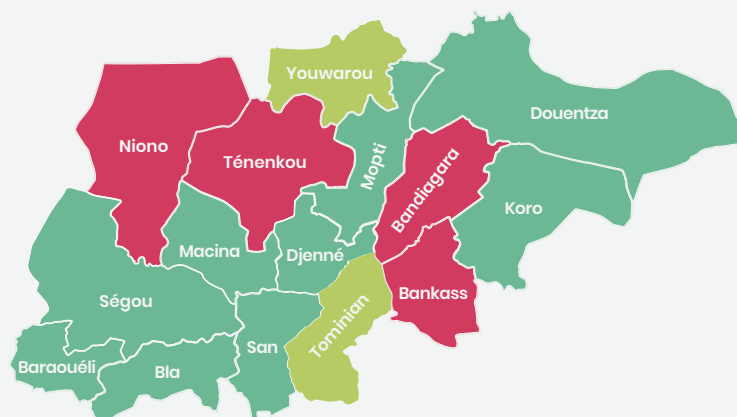 Youwarou
Douentza
Niono
Ténenkou
Mopti
Bandiagara
Koro
Macina
Djenné
Ségou
Bankass
Tominian
San
Baraouéli
Bla